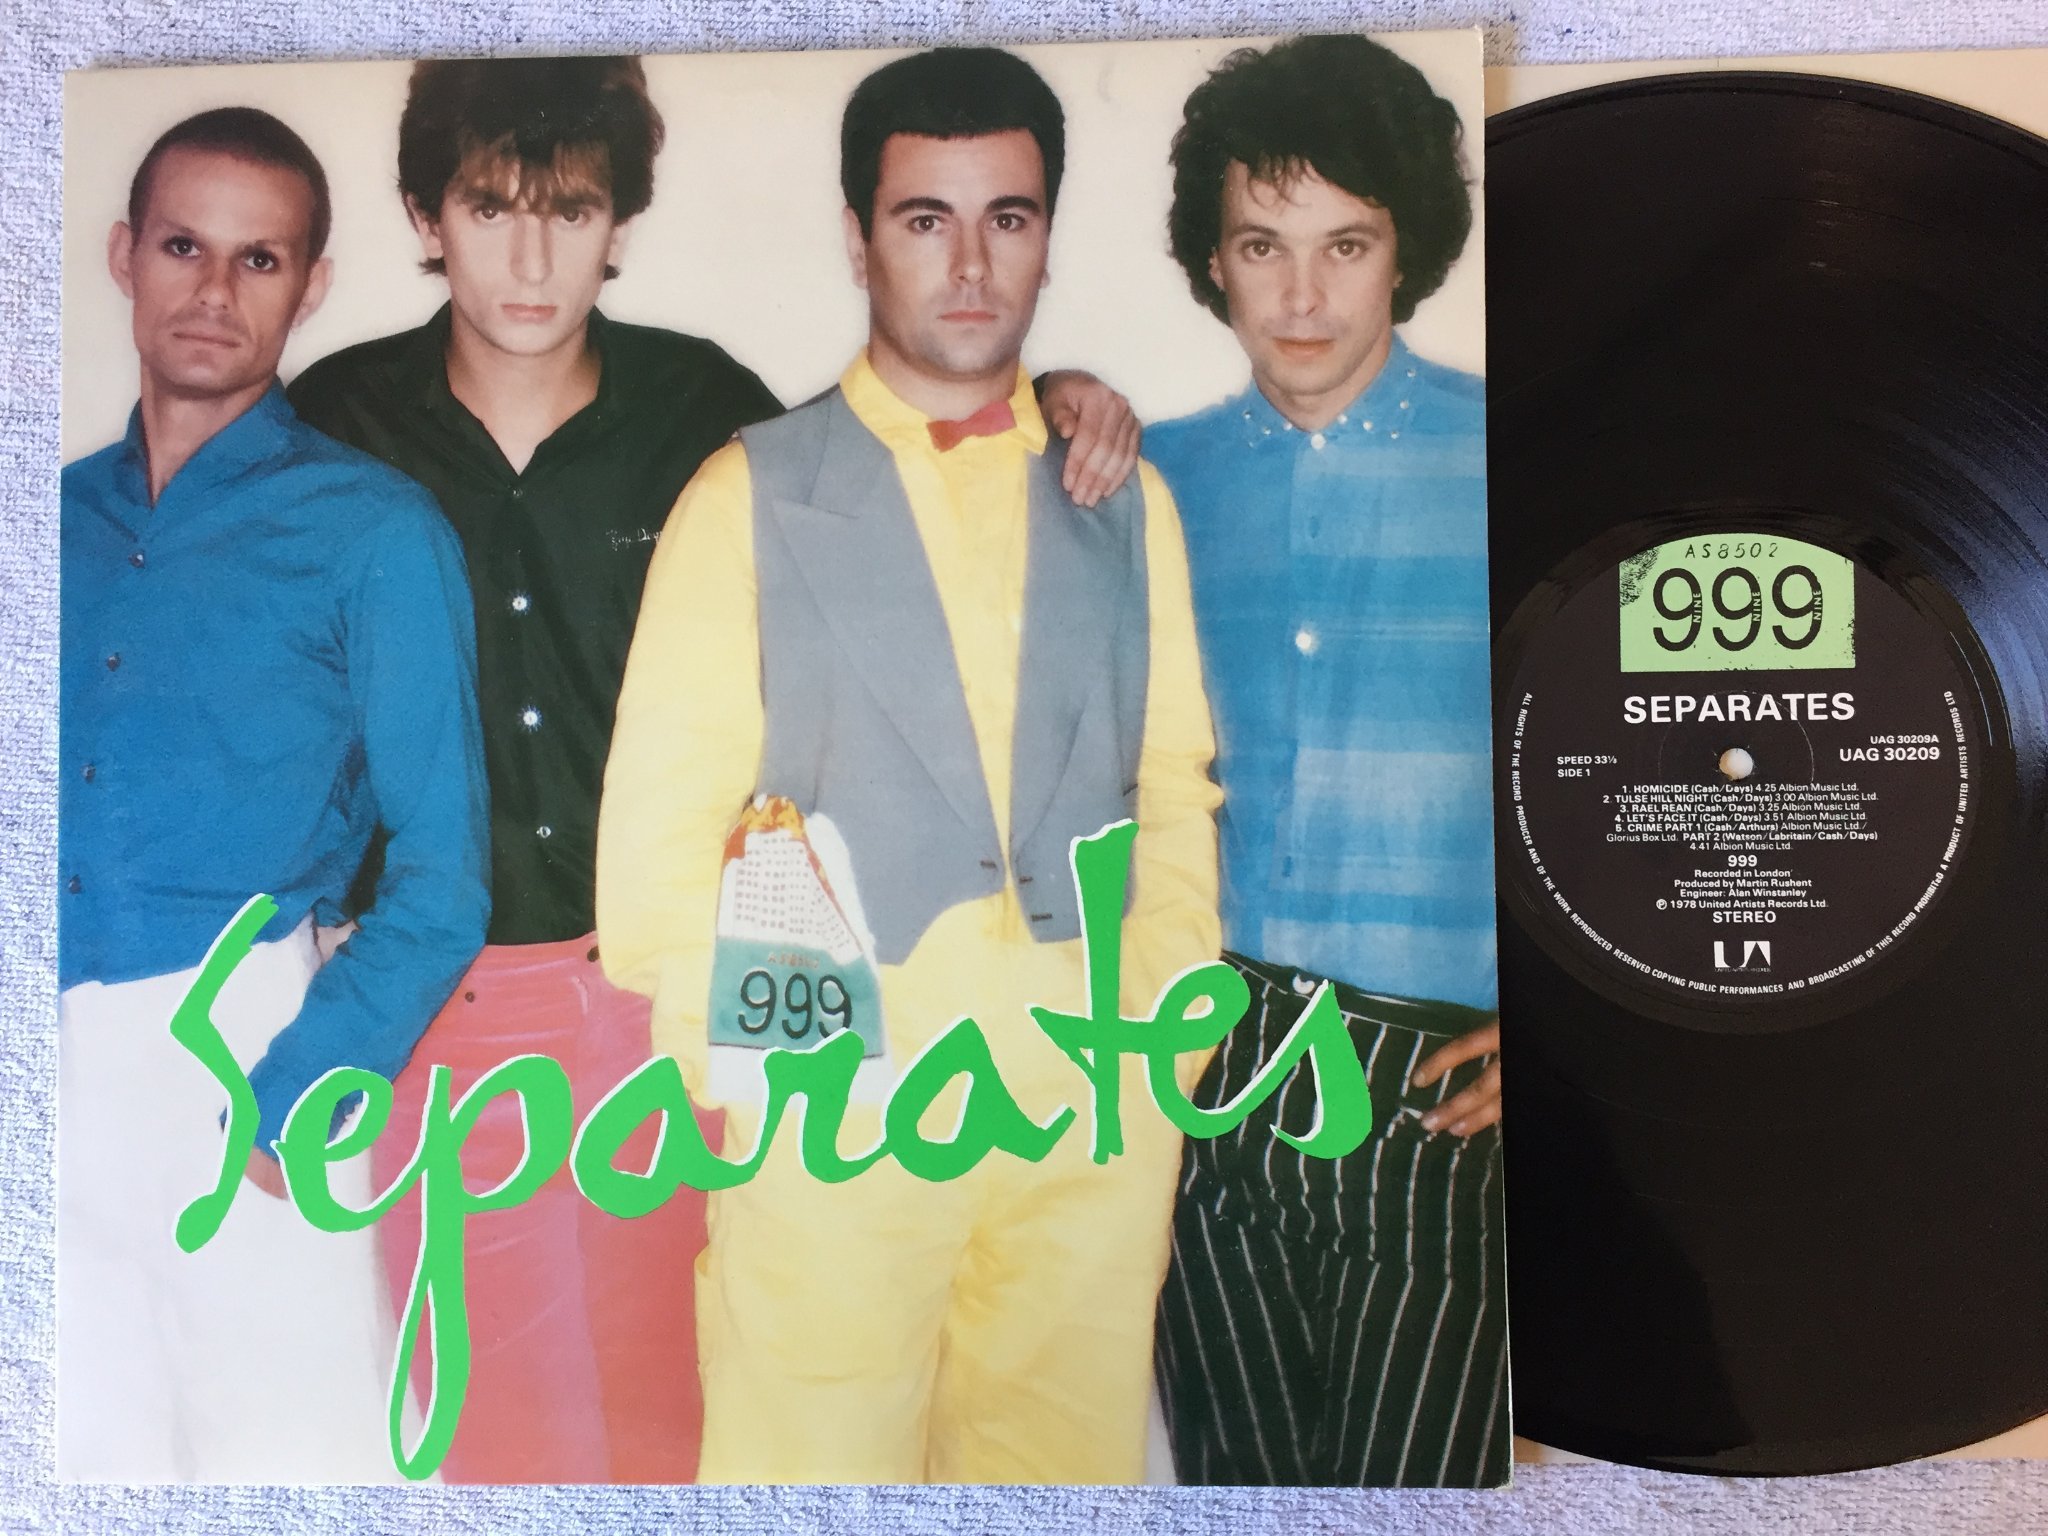 Separates
AS8502
999
AS8502
999
NINE NINE NINE
SEPARATES
UAG 30209A
UAG 30209
SPEED 33⅓
SIDE 1
1. HOMICIDE (Cash/Days) 4.25 Albion Music Ltd.
2. TULSE HILL NIGHT (Cash/Days) 3.00 Albion Music Ltd.
3. RAEL REAN (Cash/Days) 3.25 Albion Music Ltd.
4. LET'S FACE IT (Cash/Days) 3.51 Albion Music Ltd.
5. CRIME PART 1 (Cash/Arthurs) Albion Music Ltd./
Glorius Box Ltd. PART 2 (Watson/Labritain/Cash/Days)
4.41 Albion Music Ltd.
999
Recorded in London
Produced by Martin Rushent
Engineer: Alan Winstanley
℗ 1978 United Artists Records Ltd.
STEREO
UA
UNITED ARTISTS RECORDS
ALL RIGHTS OF THE RECORD PRODUCER AND OF THE WORK REPRODUCED RESERVED COPYING PUBLIC PERFORMANCES AND BROADCASTING OF THIS RECORD PROHIBITED A PRODUCT OF UNITED ARTISTS RECORDS LTD